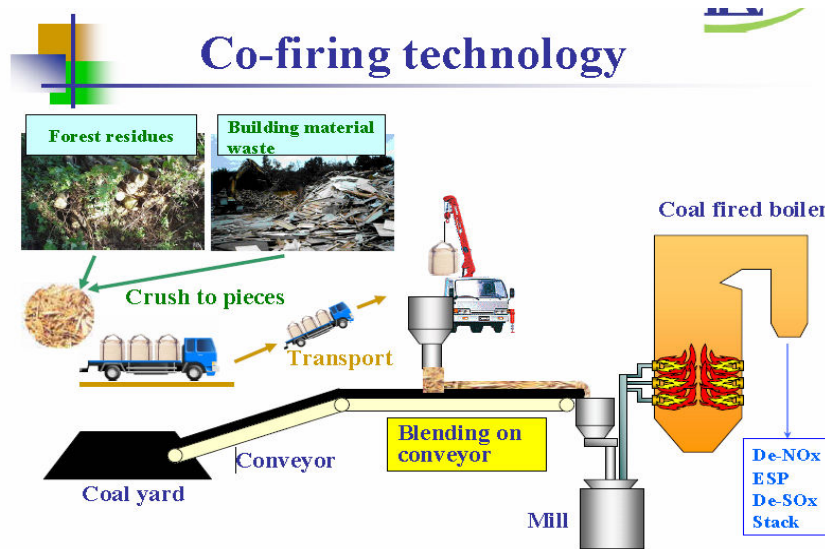 Co-firing technology
Forest residues
Building material
waste
Coal fired boiler
Crush to pieces
Transport
Blending on
conveyor
Conveyor
Coal yard
Mill
De-NOx
ESP
De-SOx
Stack